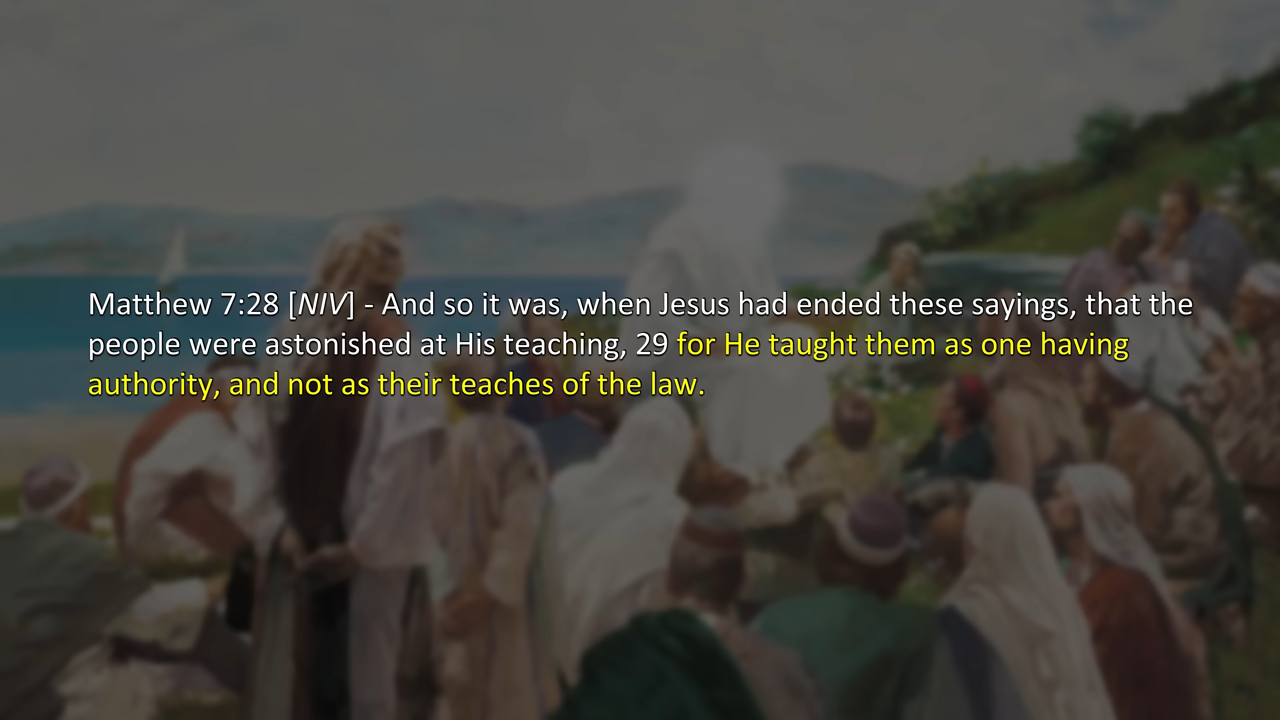 Matthew 7:28 [NIV] - And so it was, when Jesus had ended these sayings, that the
people were astonished at His teaching, 29 for He taught them as one having
authority, and not as their teaches of the law.